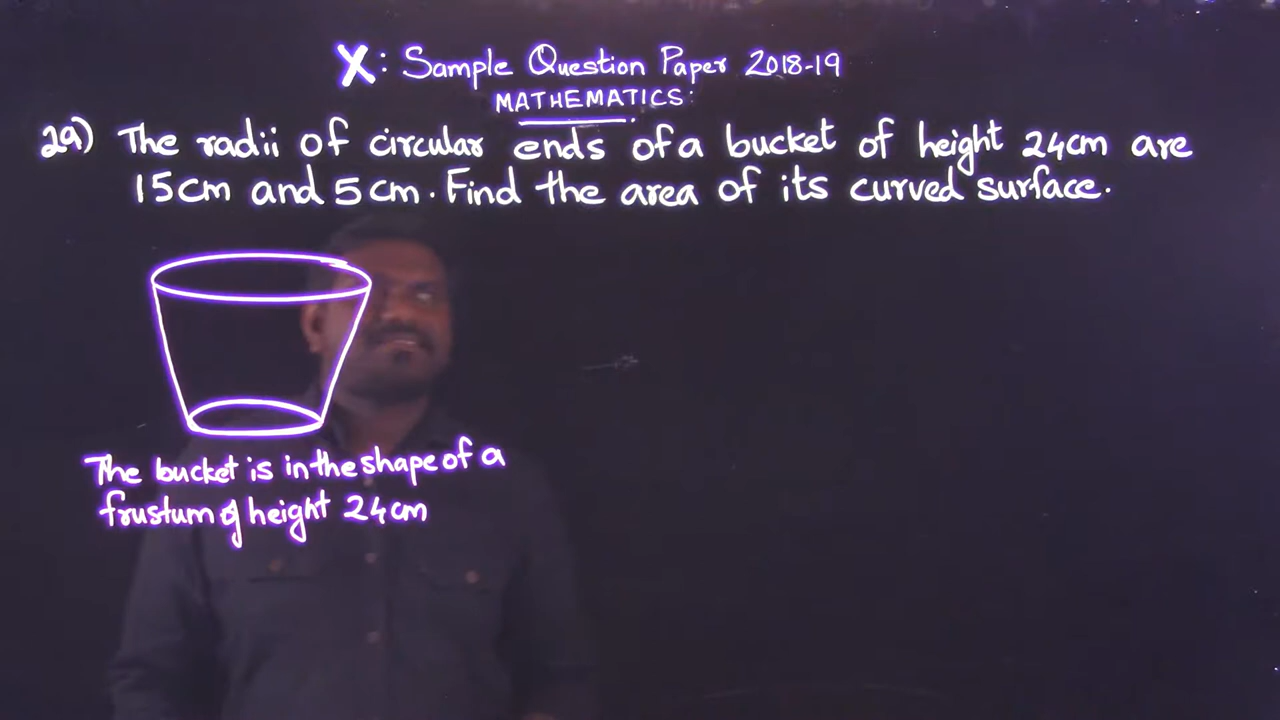 X: Sample Question Paper 2018-19
MATHEMATICS:
29) The radii of circular ends of a bucket of height 24cm are
15cm and 5cm. Find the area of its curved surface.
The bucket is in the shape of a
frustum of height 24cm